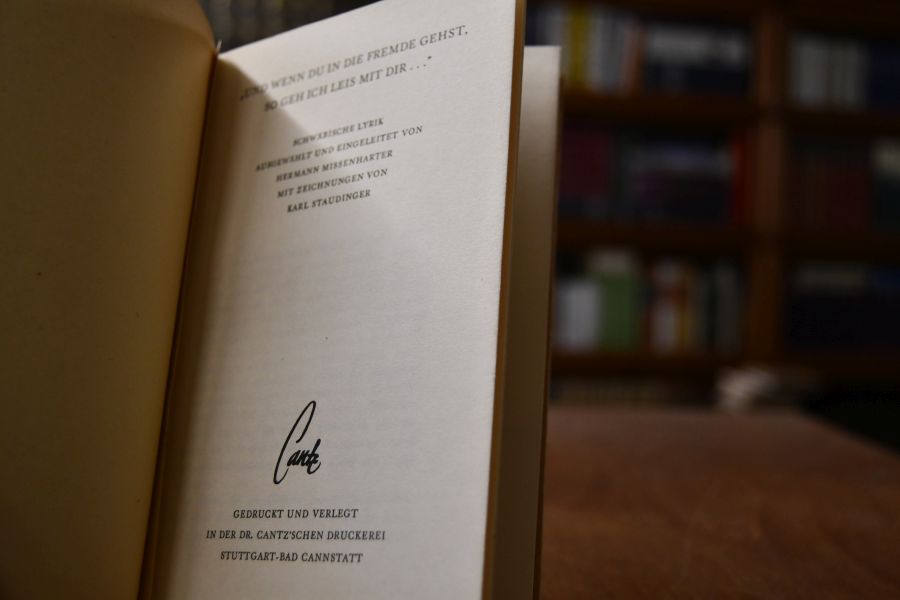 „UND WENN DU IN DIE FREMDE GEHST,
SO GEH ICH LEIS MIT DIR . . .“
SCHWÄBISCHE LYRIK
AUSGEWÄHLT UND EINGELEITET VON
HERMANN MISSENHARTER
MIT ZEICHNUNGEN VON
KARL STAUDINGER
Cantz
GEDRUCKT UND VERLEGT
IN DER DR. CANTZ'SCHEN DRUCKEREI
STUTTGART-BAD CANNSTATT